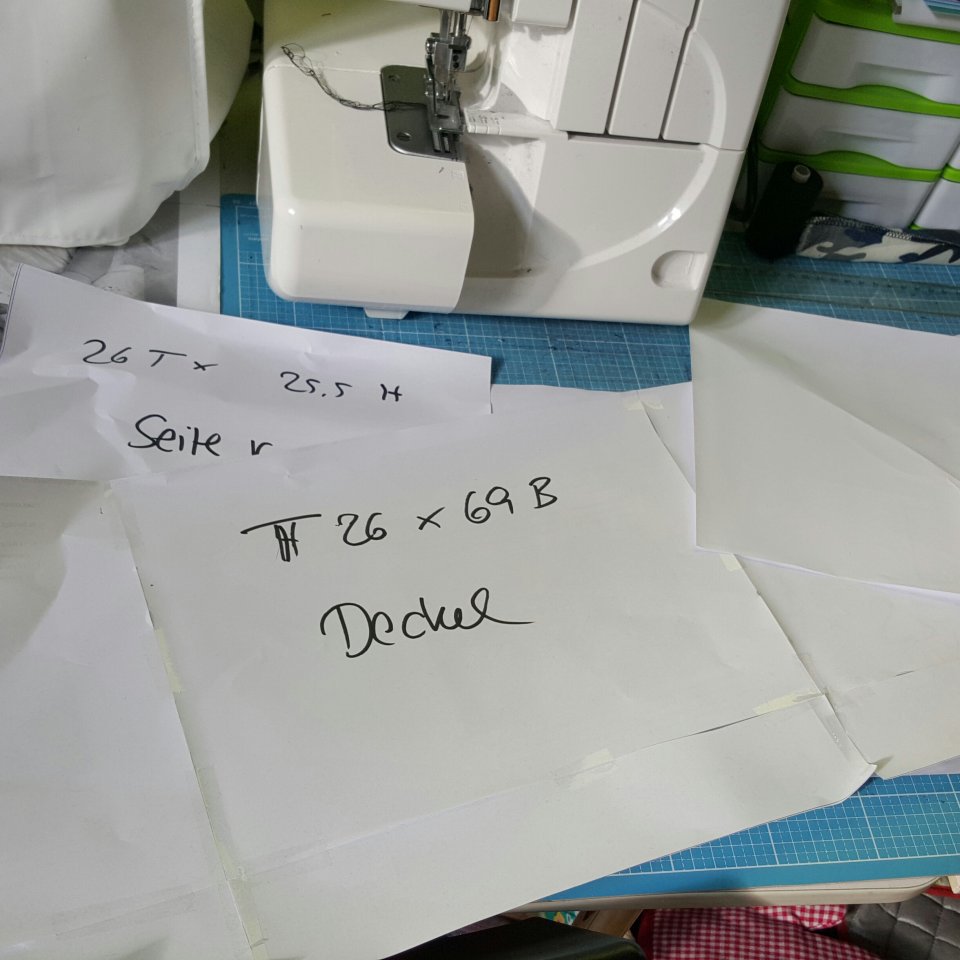 26 T x 25.5 H
Seite r
T 26 x 69 B
Deckel